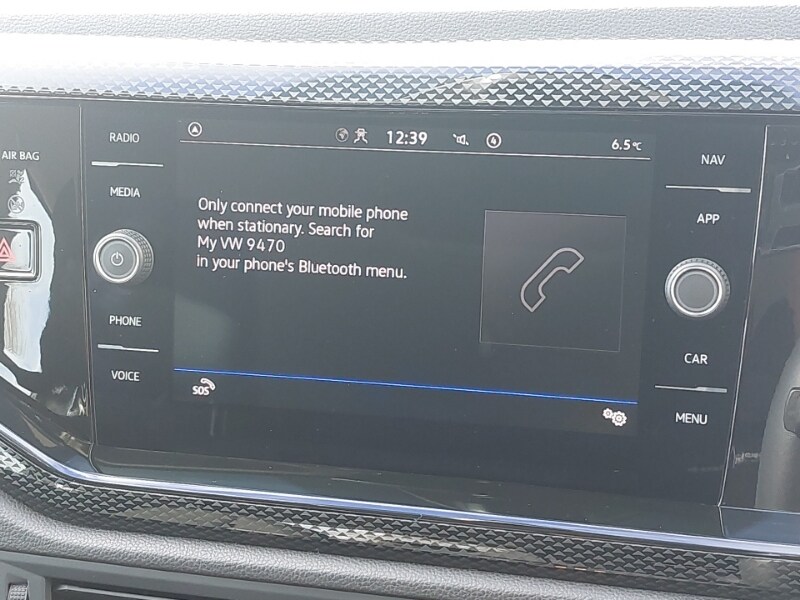 AIR BAG
RADIO
MEDIA
PHONE
VOICE
12:39
4
6.5°C
Only connect your mobile phone
when stationary. Search for
My VW 9470
in your phone's Bluetooth menu.
SOS
NAV
APP
CAR
MENU